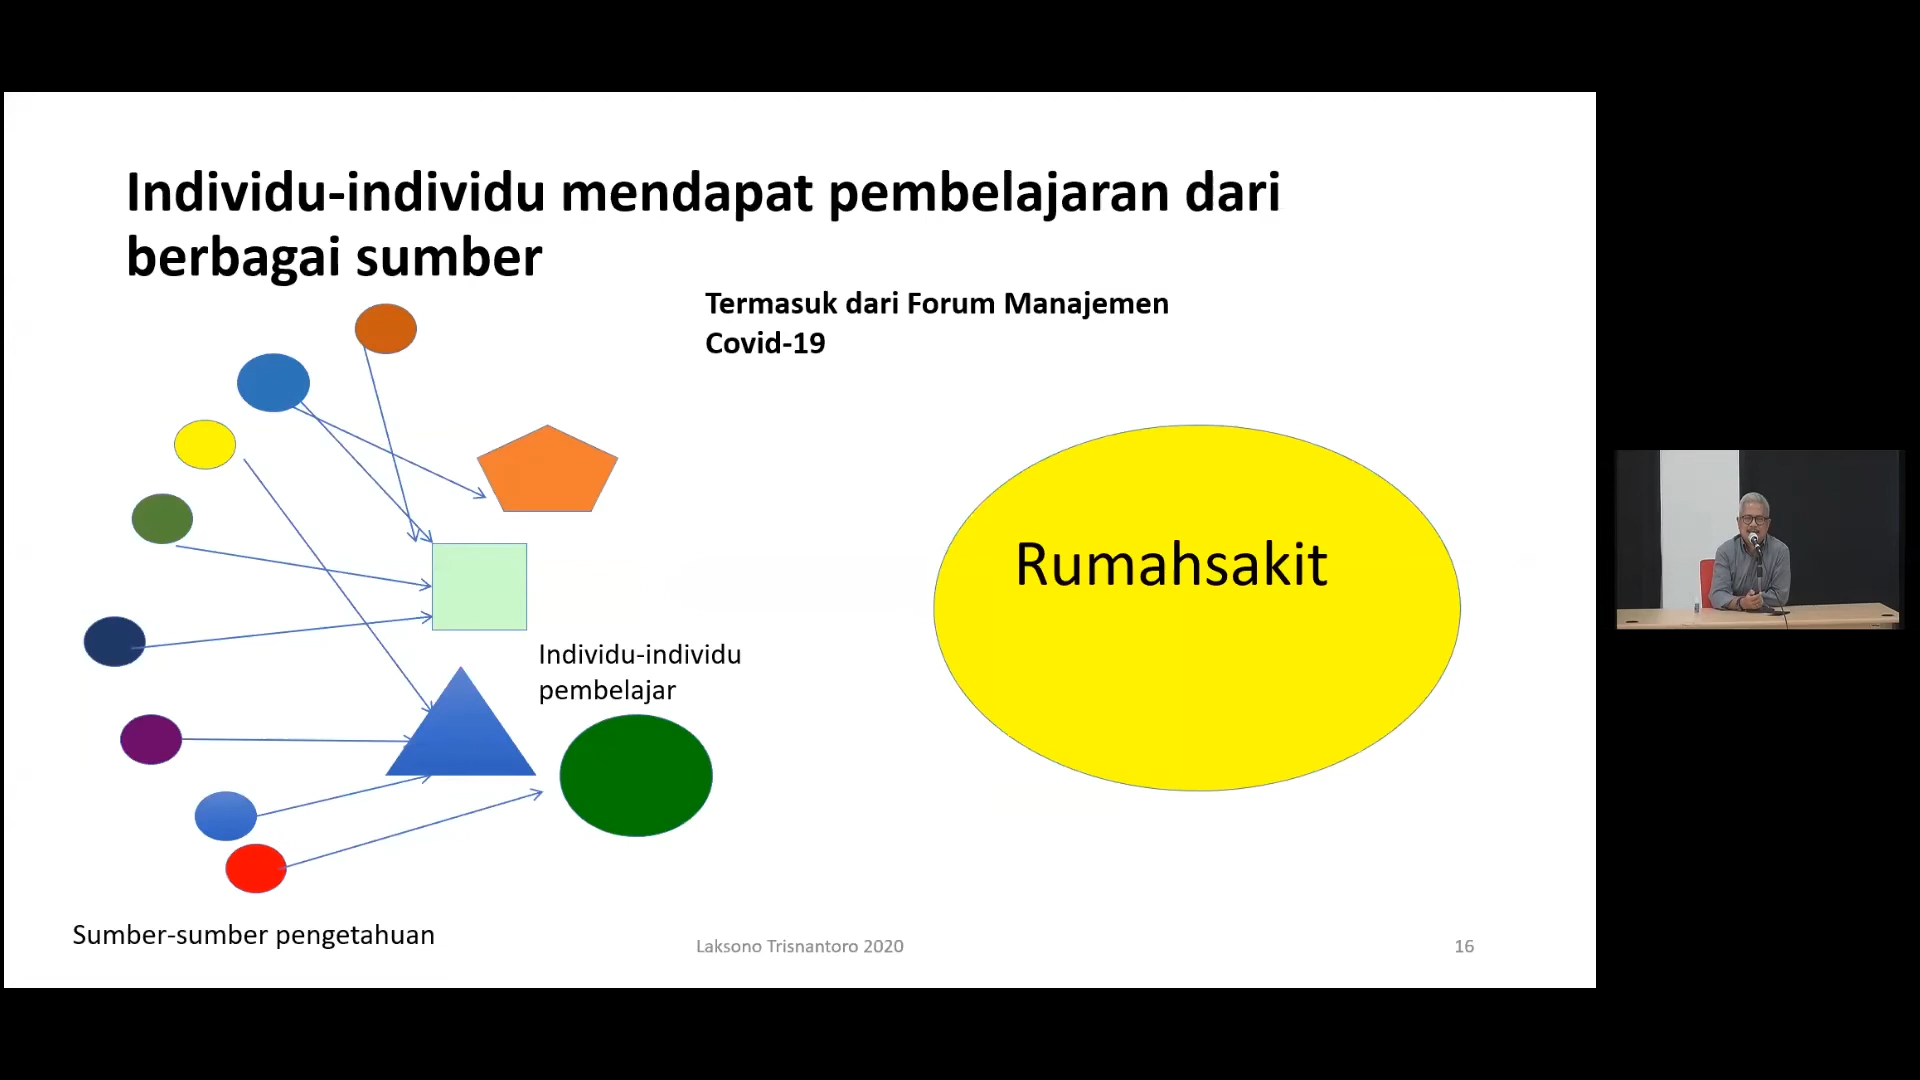 Individu-individu mendapat pembelajaran dari
berbagai sumber
Termasuk dari Forum Manajemen
Covid-19
Rumahsakit
Individu-individu
pembelajar
Sumber-sumber pengetahuan
Laksono Trisnantoro 2020
16